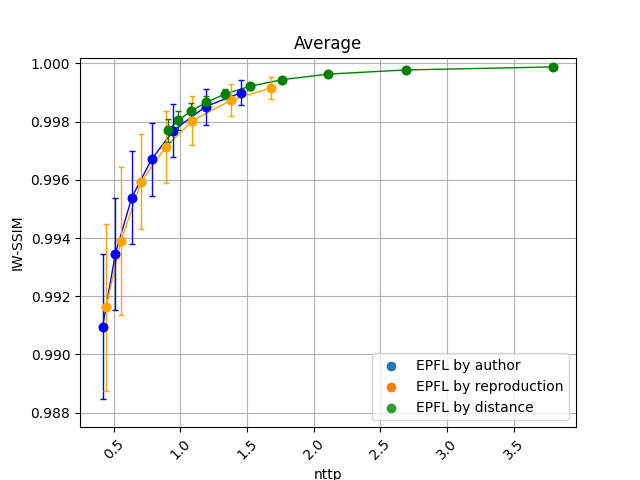 Average
1.000
0.998
0.996
0.994
0.992
0.990
0.988
IW-SSIM
EPFL by author
EPFL by reproduction
EPFL by distance
0.5
1.0
1.5
2.0
2.5
3.0
3.5
nttp